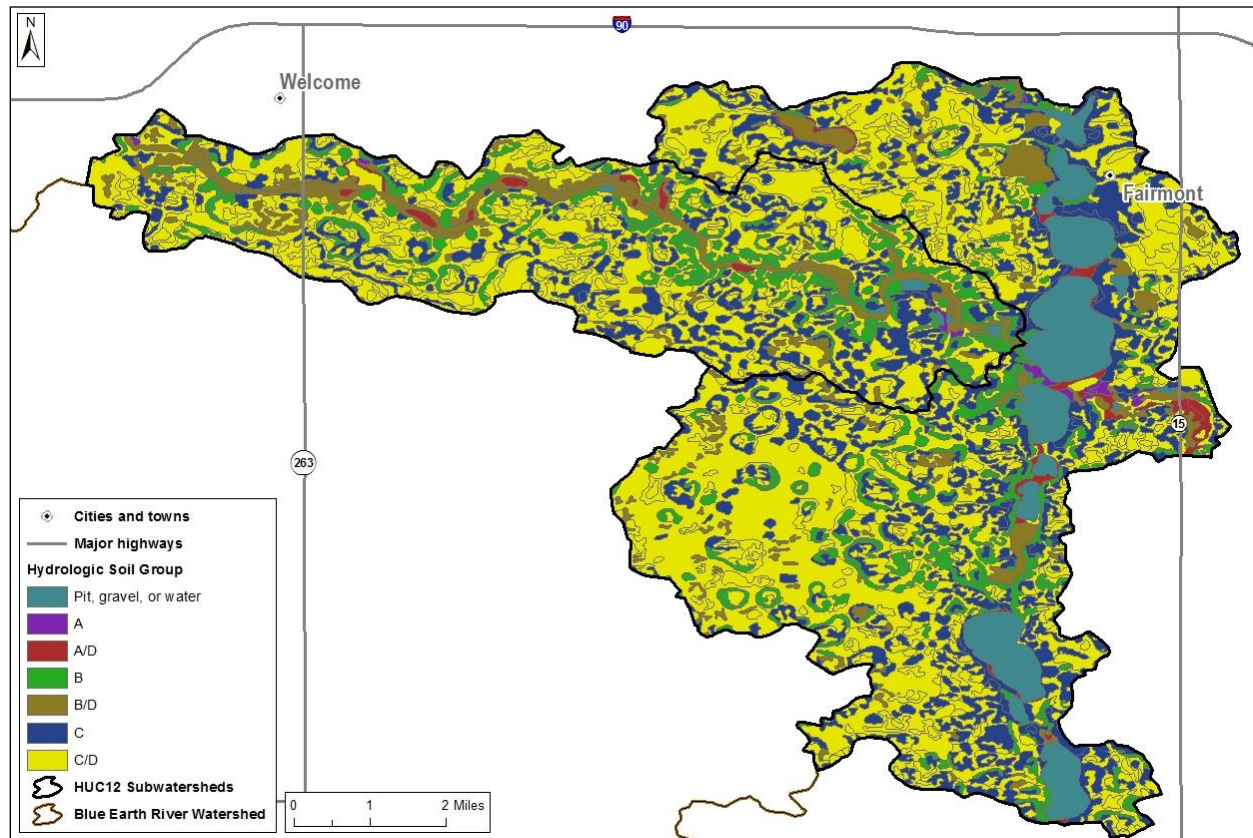 N
90
Welcome
Fairmont
15
263
Cities and towns
Major highways
Hydrologic Soil Group
Pit, gravel, or water
A
A/D
B
B/D
C
C/D
HUC12 Subwatersheds
Blue Earth River Watershed
0 1 2 Miles